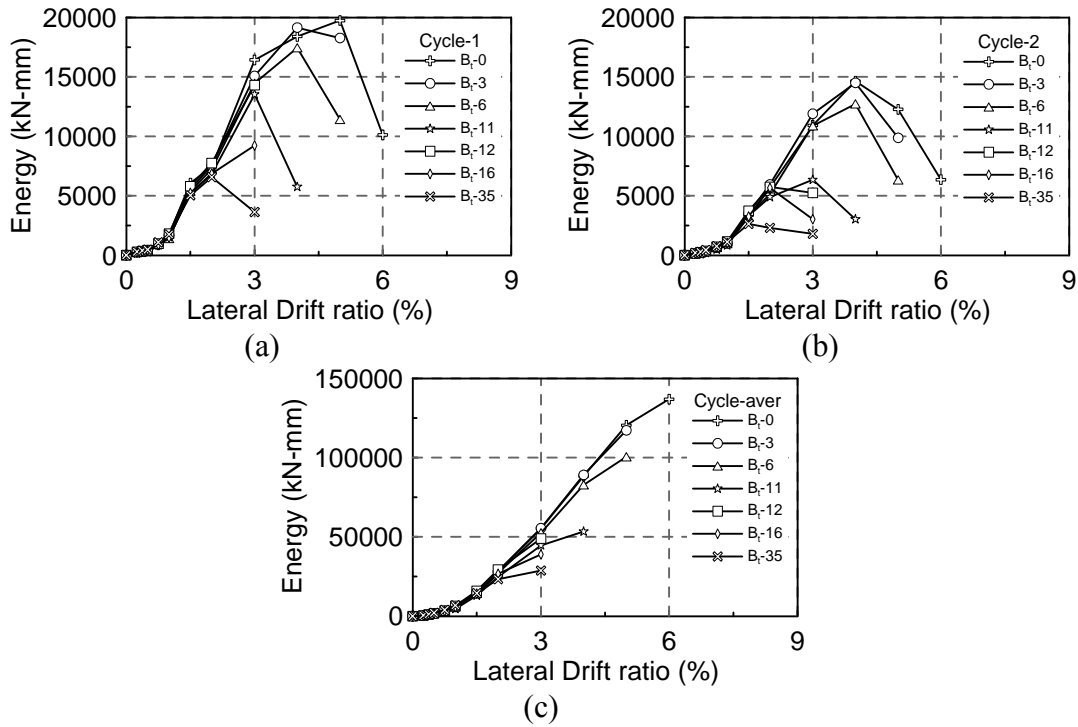 Energy (kN-mm)
20000
15000
10000
5000
0
0 3 6 9
Lateral Drift ratio (%)
Cycle-1
Bt-0
Bt-3
Bt-6
Bt-11
Bt-12
Bt-16
Bt-35
(a)
Energy (kN-mm)
20000
15000
10000
5000
0
0 3 6 9
Lateral Drift ratio (%)
Cycle-2
Bt-0
Bt-3
Bt-6
Bt-11
Bt-12
Bt-16
Bt-35
(b)
Energy (kN-mm)
150000
100000
50000
0
0 3 6 9
Lateral Drift ratio (%)
Cycle-aver
Bt-0
Bt-3
Bt-6
Bt-11
Bt-12
Bt-16
Bt-35
(c)